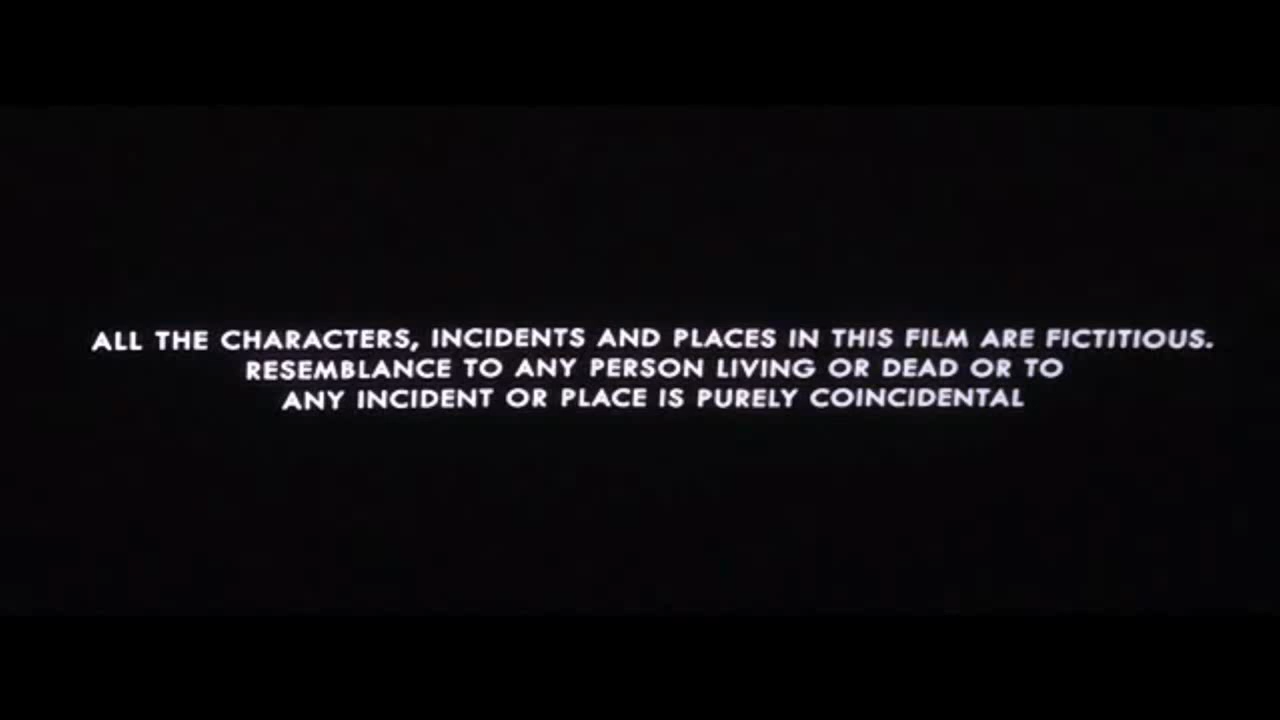 ALL THE CHARACTERS, INCIDENTS AND PLACES IN THIS FILM ARE FICTITIOUS.
RESEMBLANCE TO ANY PERSON LIVING OR DEAD OR TO
ANY INCIDENT OR PLACE IS PURELY COINCIDENTAL